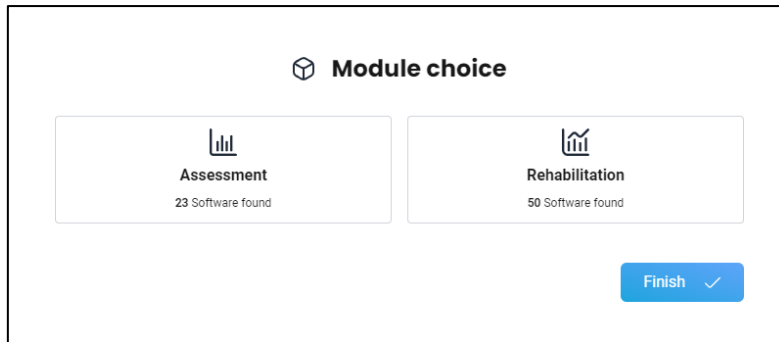 Module choice
Assessment
23 Software found
Rehabilitation
50 Software found
Finish